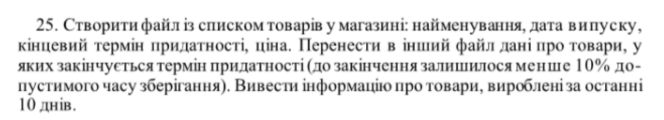 25. Створити файл із списком товарів у магазині: найменування, дата випуску,
кінцевий термін придатності, ціна. Перенести в інший файл дані про товари, у
яких закінчується термін придатності (до закінчення залишилося менше 10% до-
пустимого часу зберігання). Вивести інформацію про товари, вироблені за останні
10 днів.